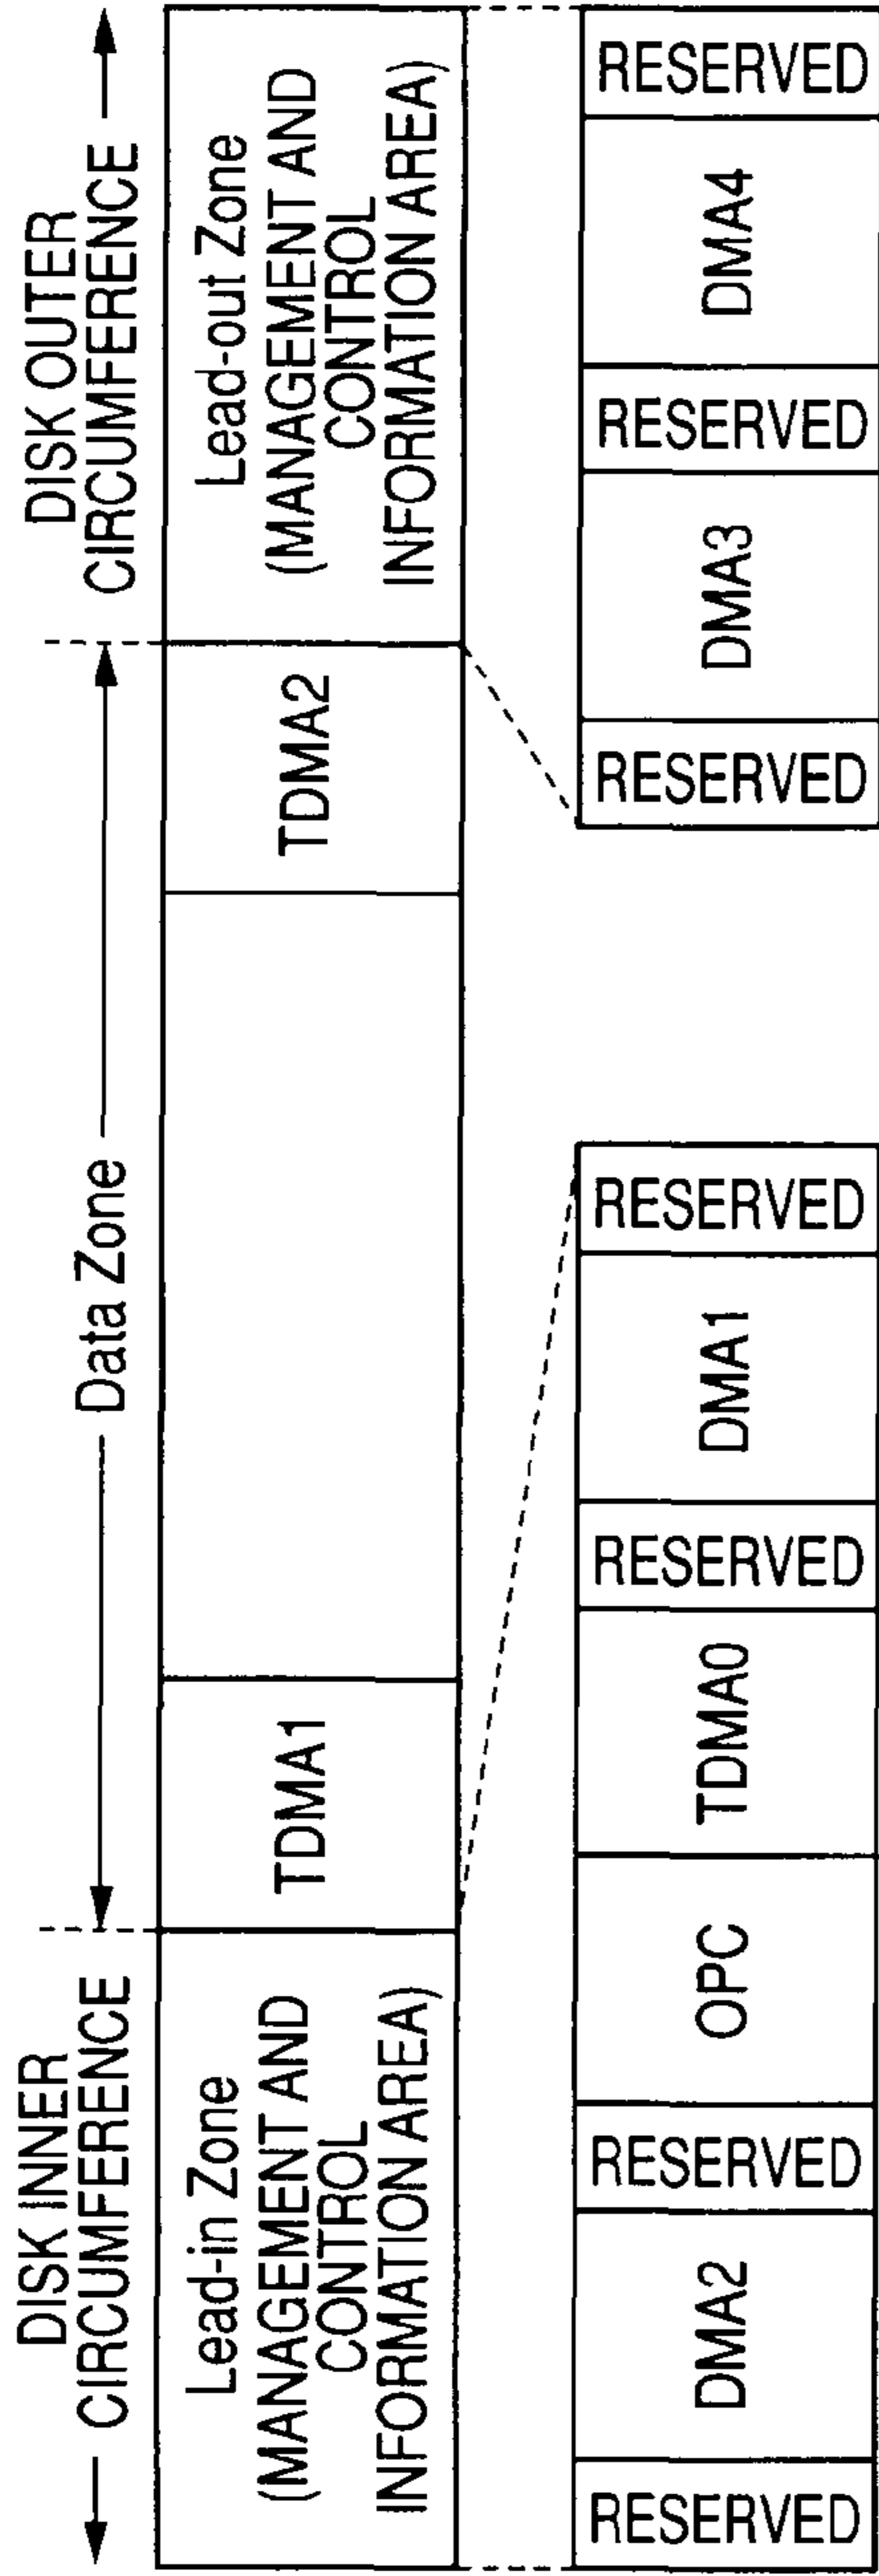 DISK INNER
CIRCUMFERENCE
Data Zone
DISK OUTER
CIRCUMFERENCE
Lead-in Zone
(MANAGEMENT AND
CONTROL
INFORMATION AREA)
TDMA1
TDMA2
Lead-out Zone
(MANAGEMENT AND
CONTROL
INFORMATION AREA)
RESERVED
DMA2
RESERVED
OPC
TDMA0
RESERVED
DMA1
RESERVED
RESERVED
DMA3
RESERVED
DMA4
RESERVED